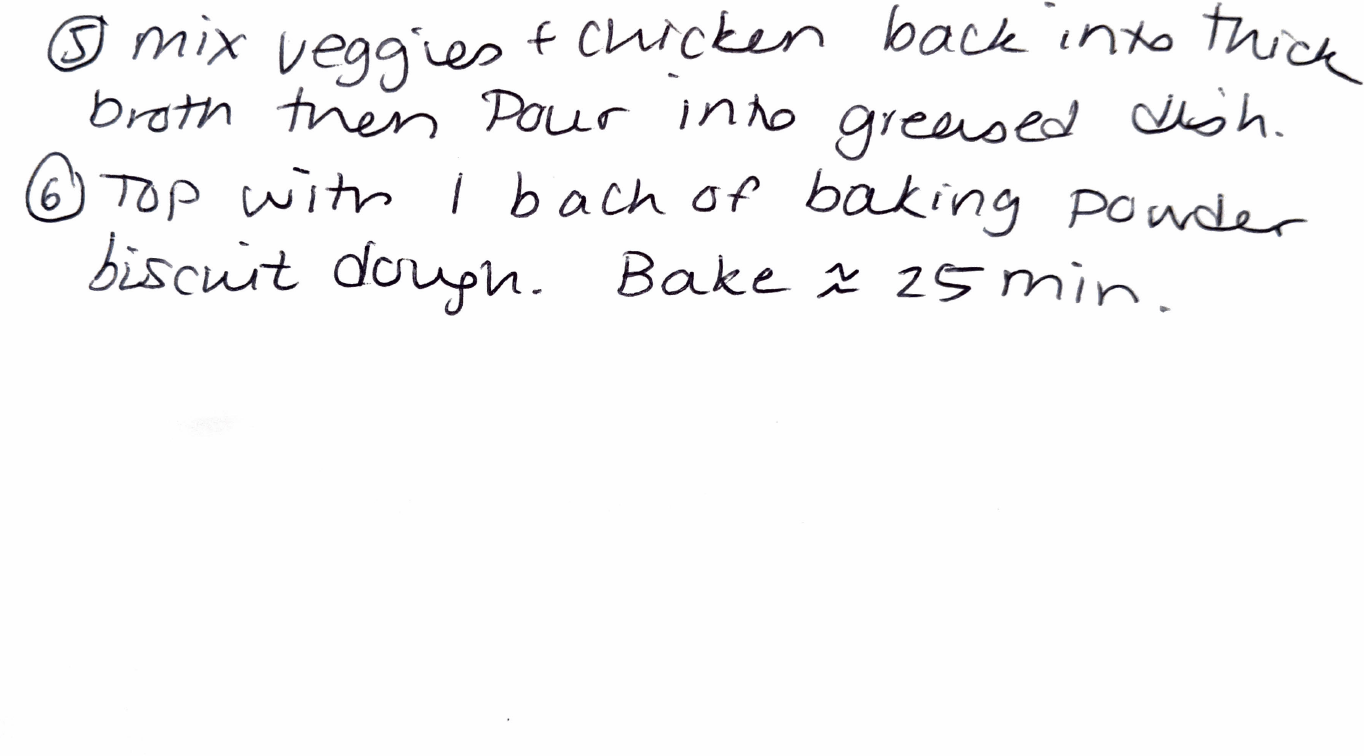 ⑤ mix veggies + chicken back into thick
broth then Pour into greased dish.
⑥ Top with 1 bach of baking powder
biscuit dough. Bake ≈ 25 min.